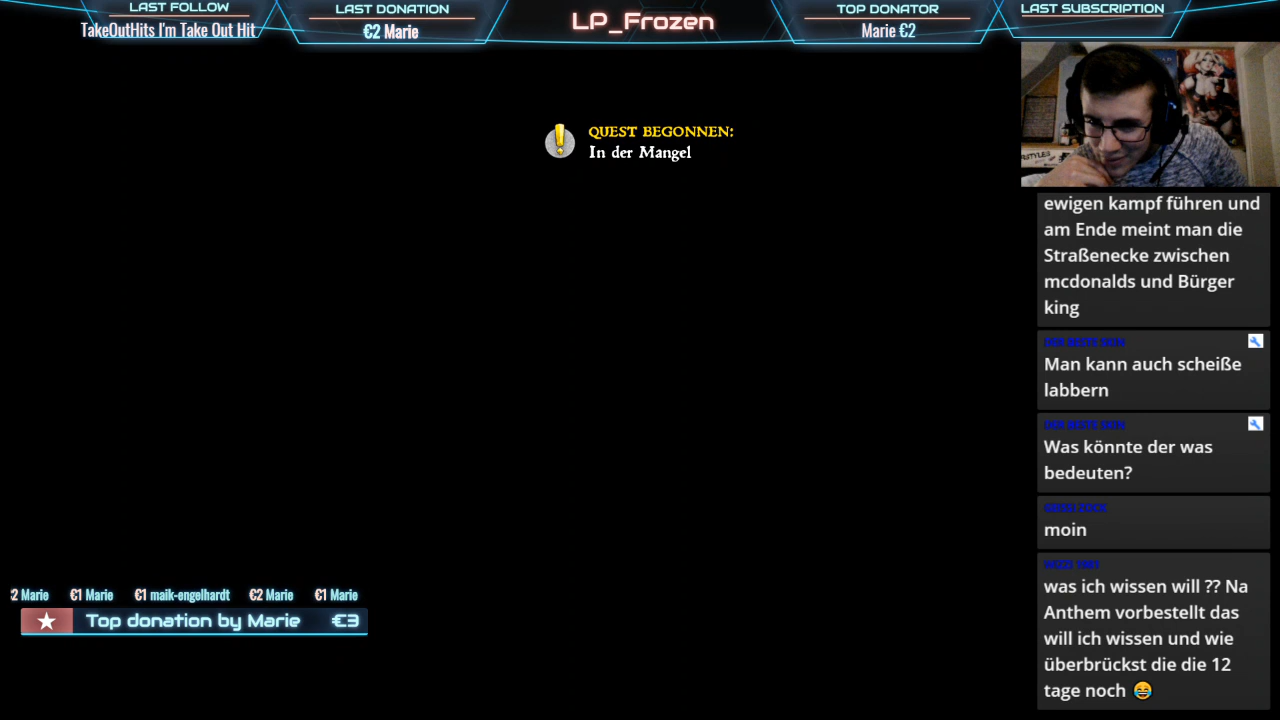 LAST FOLLOW
TakeOutHits I'm Take Out Hit
LAST DONATION
€2 Marie
LP_Frozen
TOP DONATOR
Marie €2
LAST SUBSCRIPTION
QUEST BEGONNEN:
In der Mangel
ewigen kampf führen und
am Ende meint man die
Straßenecke zwischen
mcdonalds und Bürger
king
Man kann auch scheiße
labbern
Was könnte der was
bedeuten?
moin
was ich wissen will ?? Na
Anthem vorbestellt das
will ich wissen und wie
überbrückst die die 12
tage noch 😂
2 Marie €1 Marie €1 maik-engelhardt €2 Marie €1 Marie
Top donation by Marie €3